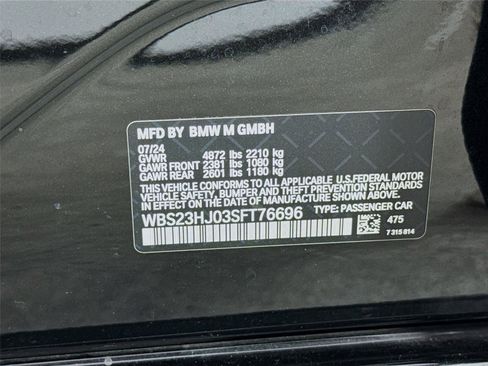 MFD BY BMW M GMBH
07/24
GVWR 4872 lbs 2210 kg
GAWR FRONT 2381 lbs 1080 kg
GAWR REAR 2601 lbs 1180 kg
THIS VEHICLE CONFORMS TO ALL APPLICABLE U.S.FEDERAL MOTOR
VEHICLE SAFETY, BUMPER, AND THEFT PREVENTION STANDARDS
IN EFFECT ON THE DATE OF MANUFACTURE SHOWN ABOVE.
WBS23HJ03SFT76696 TYPE: PASSENGER CAR
475
7 315 814